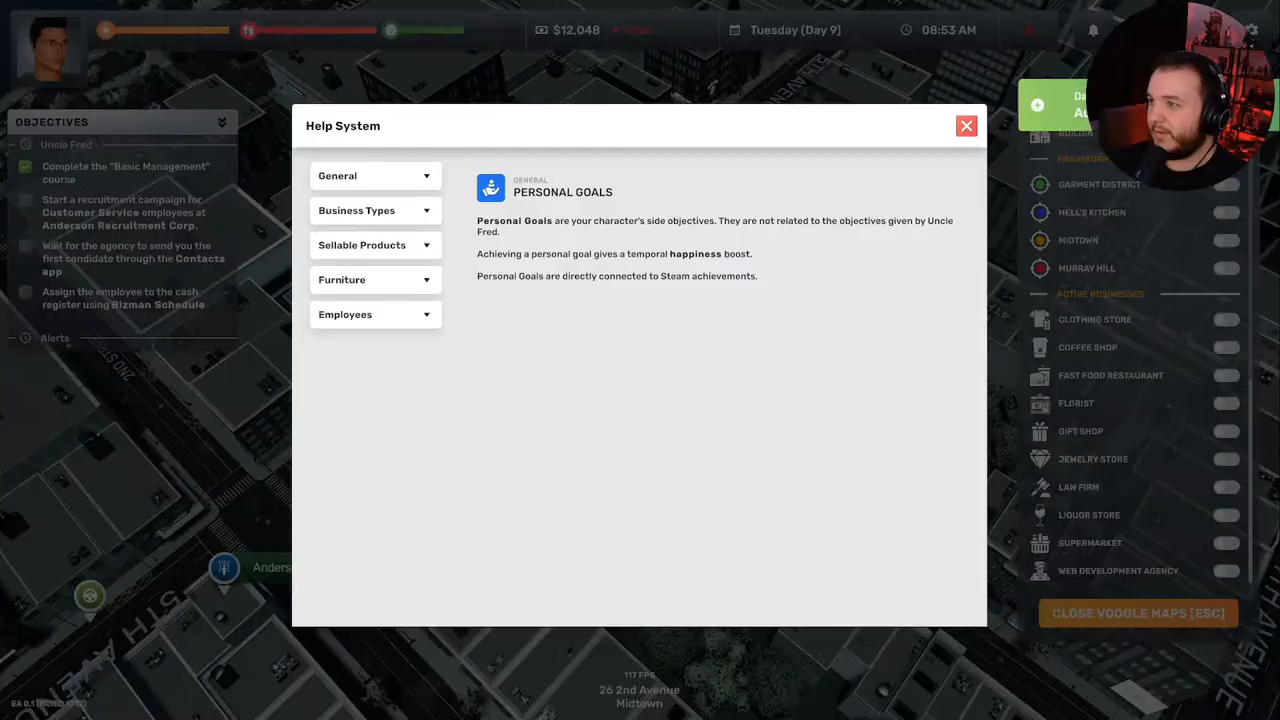 $12,048
Tuesday (Day 9)
08:53 AM
OBJECTIVES
Uncle Fred
Complete the "Basic Management"
course
Start a recruitment campaign for
Customer Service employees at
Anderson Recruitment Corp.
Wait for the agency to send you the
first candidate through the Contacts
app
Assign the employee to the cash
register using Bizman Schedule
Alerts
2ND STREET
5TH AVENUE
Help System
General
Business Types
Sellable Products
Furniture
Employees
GENERAL
PERSONAL GOALS
Personal Goals are your character's side objectives. They are not related to the objectives given by Uncle
Fred.
Achieving a personal goal gives a temporal happiness boost.
Personal Goals are directly connected to Steam achievements.
GARMENT DISTRICT
HELL'S KITCHEN
MIDTOWN
MURRAY HILL
ACTIVE BUSINESSES
CLOTHING STORE
COFFEE SHOP
FAST FOOD RESTAURANT
FLORIST
GIFT SHOP
JEWELRY STORE
LAW FIRM
LIQUOR STORE
SUPERMARKET
WEB DEVELOPMENT AGENCY
CLOSE VOOGLE MAPS [ESC]
Anders
5TH AVENUE
117 FPS
26 2nd Avenue
Midtown